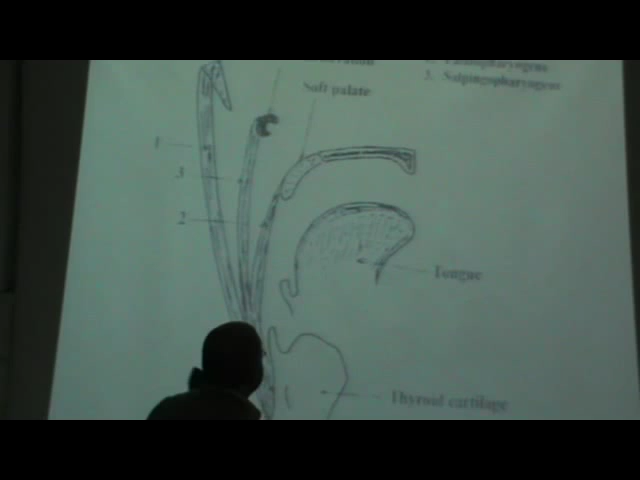 3. Salpingopharyngeus
Soft palate
1
3
2
Tongue
Thyroid cartilage